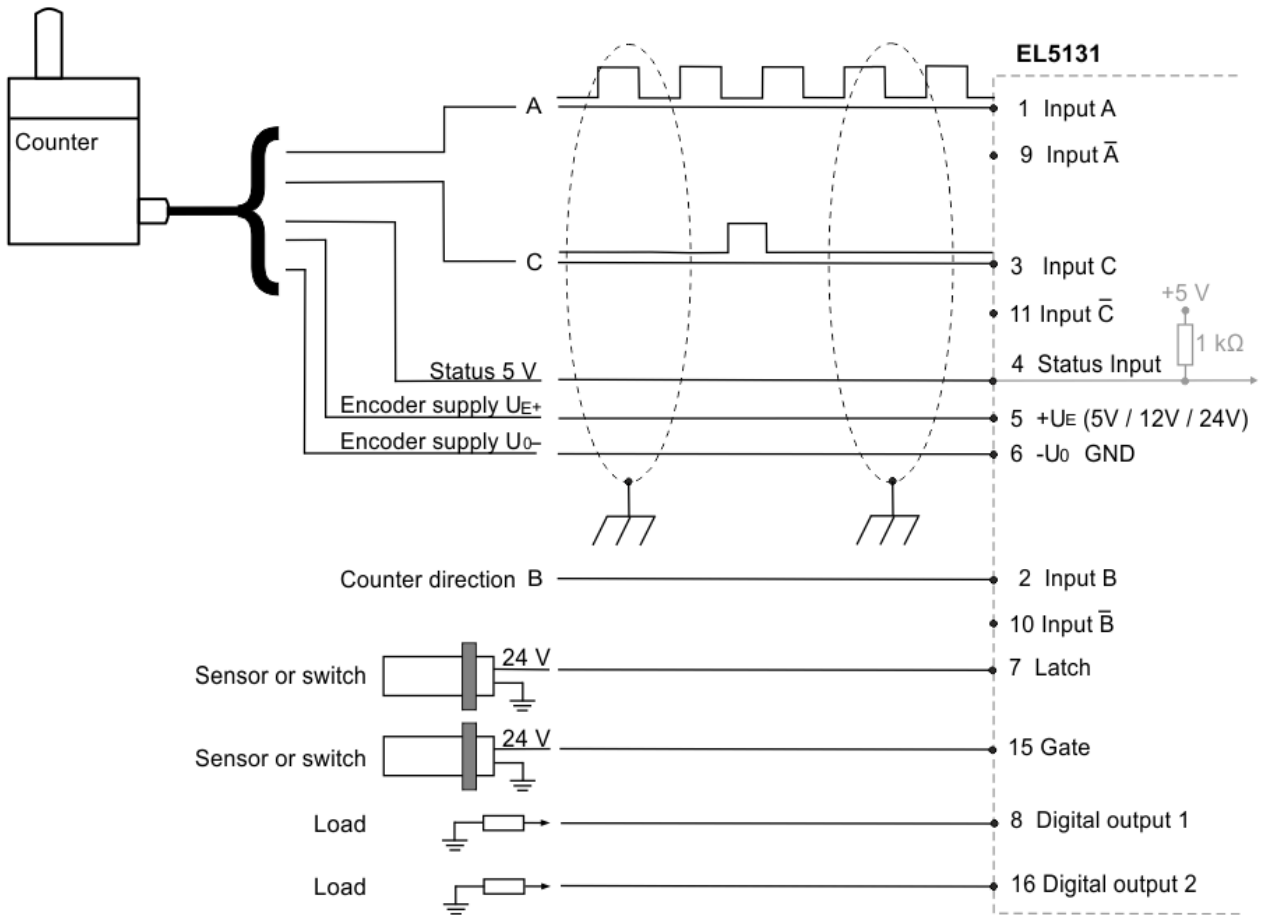 EL5131
A
1 Input A
Counter
9 Input A̅
C
3 Input C
+5 V
11 Input C̅
1 kΩ
Status 5 V
4 Status Input
Encoder supply UE+
5 +UE (5V / 12V / 24V)
Encoder supply U0–
6 -U0 GND
Counter direction B
2 Input B
10 Input B̅
Sensor or switch
24 V
7 Latch
Sensor or switch
24 V
15 Gate
Load
8 Digital output 1
Load
16 Digital output 2